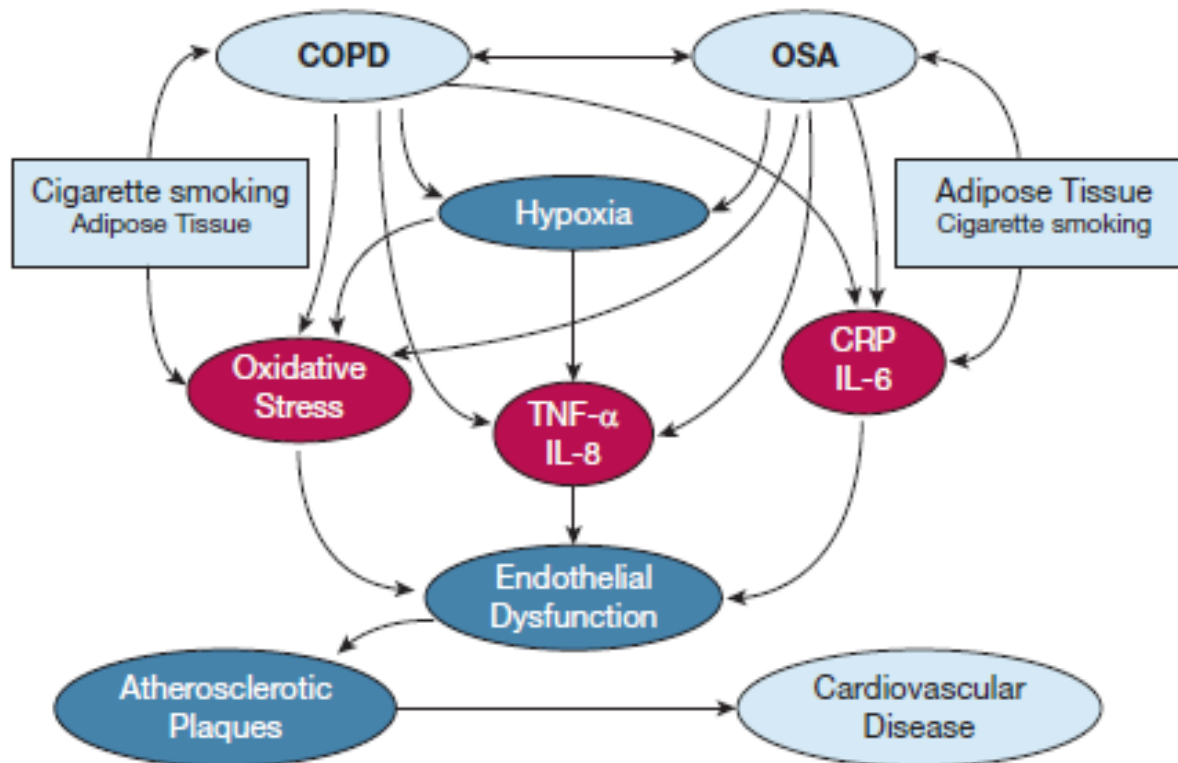 COPD
OSA
Cigarette smoking
Adipose Tissue
Hypoxia
Adipose Tissue
Cigarette smoking
Oxidative
Stress
TNF-α
IL-8
CRP
IL-6
Endothelial
Dysfunction
Atherosclerotic
Plaques
Cardiovascular
Disease